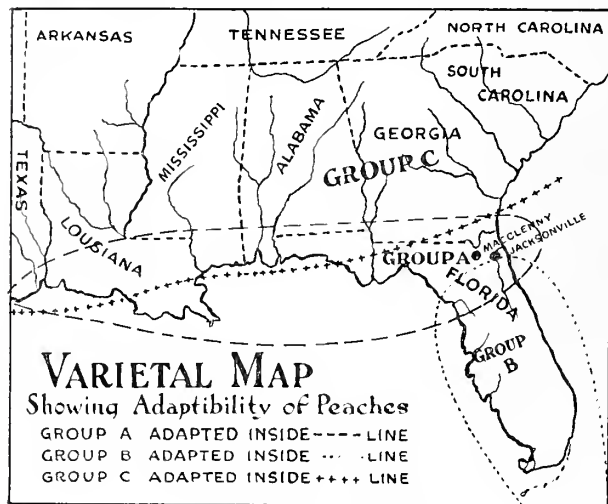 ARKANSAS
TENNESSEE
NORTH CAROLINA
SOUTH
CAROLINA
MISSISSIPPI
ALABAMA
GEORGIA
GROUP C
TEXAS
LOUSIANA
GROUP A
MACCLENNY
JACKSONVILLE
FLORIDA
GROUP
B
VARIETAL MAP
Showing Adaptibility of Peaches
GROUP A ADAPTED INSIDE ---- LINE
GROUP B ADAPTED INSIDE ·· · · LINE
GROUP C ADAPTED INSIDE ++++ LINE